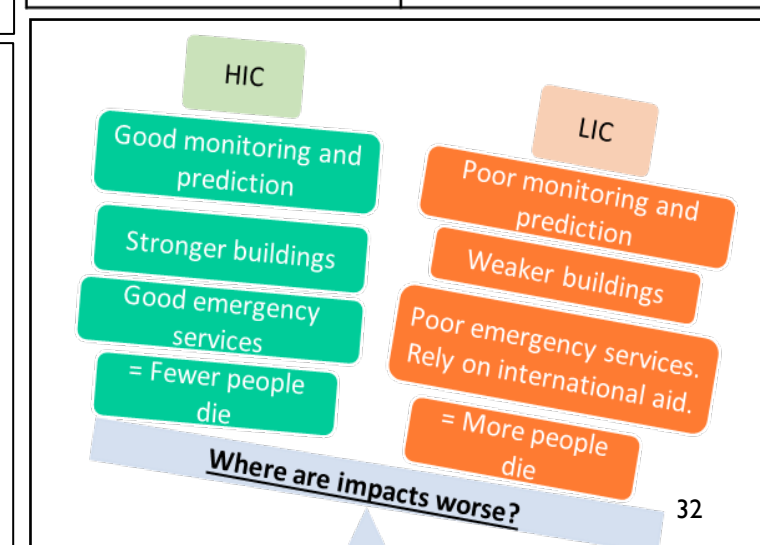 HIC
Good monitoring and
prediction
Stronger buildings
Good emergency
services
= Fewer people
die
LIC
Poor monitoring and
prediction
Weaker buildings
Poor emergency services.
Rely on international aid.
= More people
die
Where are impacts worse?
32